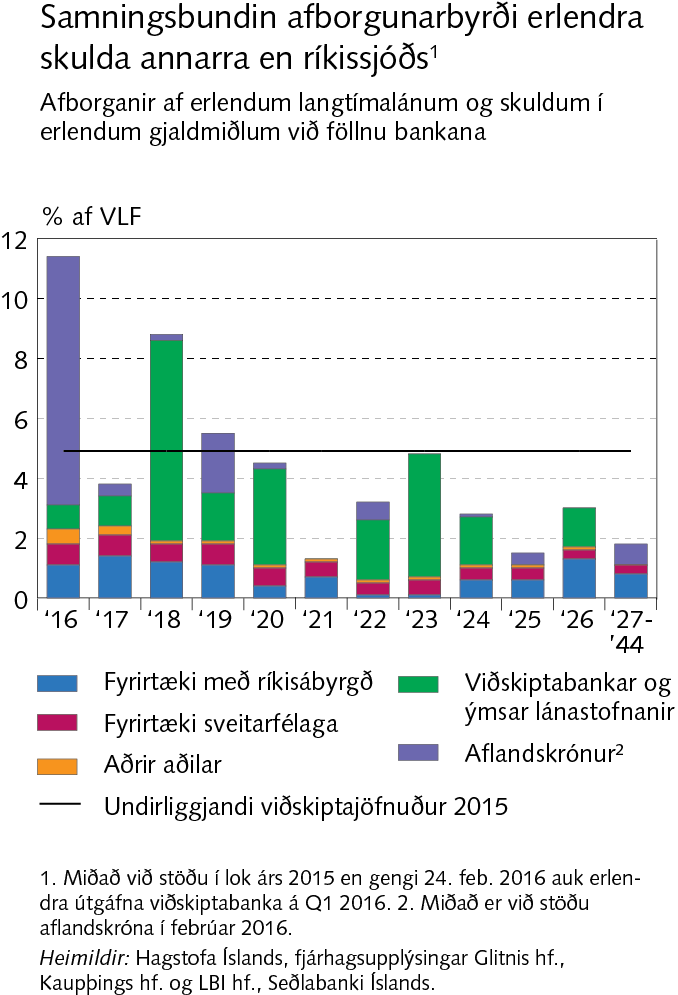 Samningsbundin afborgunarbyrði erlendra
skulda annarra en ríkissjóðs¹
Afborganir af erlendum langtímalánum og skuldum í
erlendum gjaldmiðlum við föllnu bankana
% af VLF
12
10
8
6
4
2
0
‘16 ‘17 ‘18 ‘19 ‘20 ‘21 ‘22 ‘23 ‘24 ‘25 ‘26 ‘27-
’44
Fyrirtæki með ríkisábyrgð
Fyrirtæki sveitarfélaga
Aðrir aðilar
Undirliggjandi viðskiptajöfnuður 2015
Viðskiptabankar og
ýmsar lánastofnanir
Aflandskrónur²
1. Miðað við stöðu í lok árs 2015 en gengi 24. feb. 2016 auk erlen-
dra útgáfna viðskiptabanka á Q1 2016. 2. Miðað er við stöðu
aflandskróna í febrúar 2016.
Heimildir: Hagstofa Íslands, fjárhagsupplýsingar Glitnis hf.,
Kaupþings hf. og LBI hf., Seðlabanki Íslands.